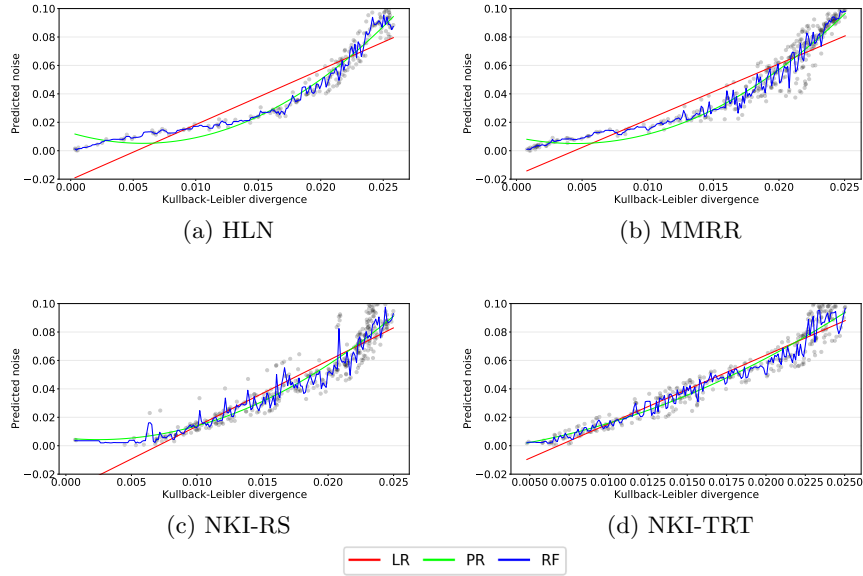 0.10
0.08
0.06
0.04
0.02
0.00
−0.02
Predicted noise
0.000 0.005 0.010 0.015 0.020 0.025
Kullback-Leibler divergence
(a) HLN
0.10
0.08
0.06
0.04
0.02
0.00
−0.02
Predicted noise
0.000 0.005 0.010 0.015 0.020 0.025
Kullback-Leibler divergence
(b) MMRR
0.10
0.08
0.06
0.04
0.02
0.00
−0.02
Predicted noise
0.000 0.005 0.010 0.015 0.020 0.025
Kullback-Leibler divergence
(c) NKI-RS
0.10
0.08
0.06
0.04
0.02
0.00
−0.02
Predicted noise
0.0050 0.0075 0.0100 0.0125 0.0150 0.0175 0.0200 0.0225 0.0250
Kullback-Leibler divergence
(d) NKI-TRT
LR PR RF